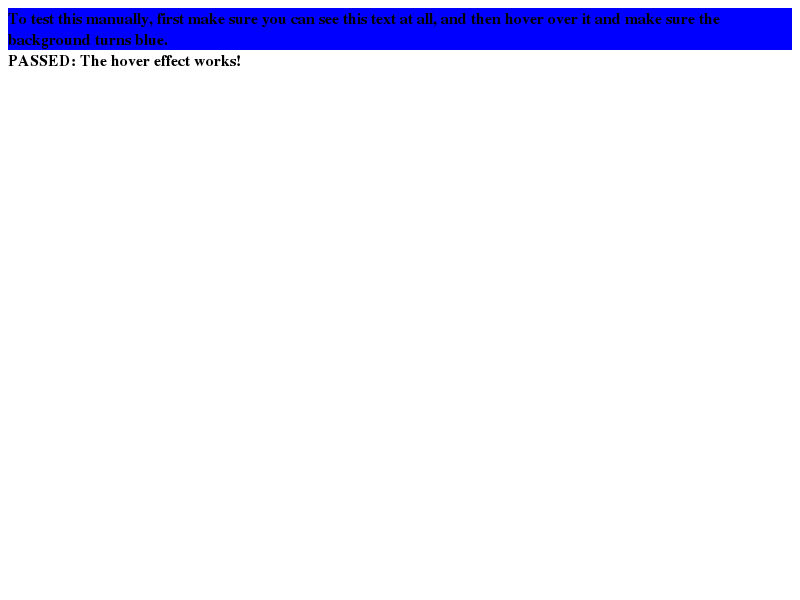 To test this manually, first make sure you can see this text at all, and then hover over it and make sure the
background turns blue.
PASSED: The hover effect works!